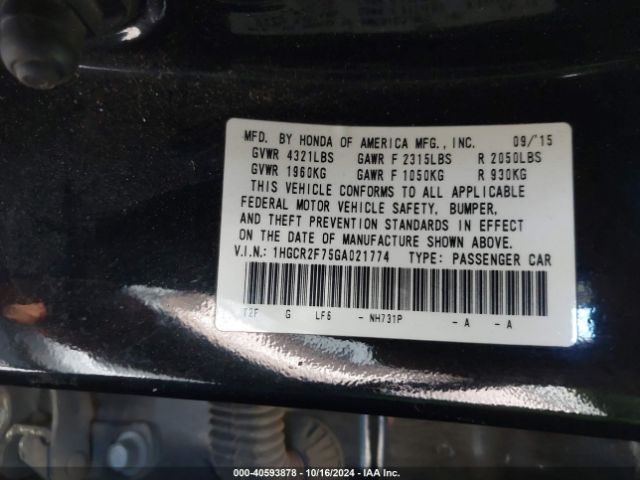 MFD. BY HONDA OF AMERICA MFG., INC. 09/'15
GVWR 4321LBS GAWR F 2315LBS R 2050LBS
GVWR 1960KG GAWR F 1050KG R 930KG
THIS VEHICLE CONFORMS TO ALL APPLICABLE
FEDERAL MOTOR VEHICLE SAFETY, BUMPER,
AND THEFT PREVENTION STANDARDS IN EFFECT
ON THE DATE OF MANUFACTURE SHOWN ABOVE.
V.I.N.: 1HGCR2F75GA021774 TYPE: PASSENGER CAR
T2F G LF6 - NH731P - A - A
000-40593878 | 10/16/2024 | IAA Inc.